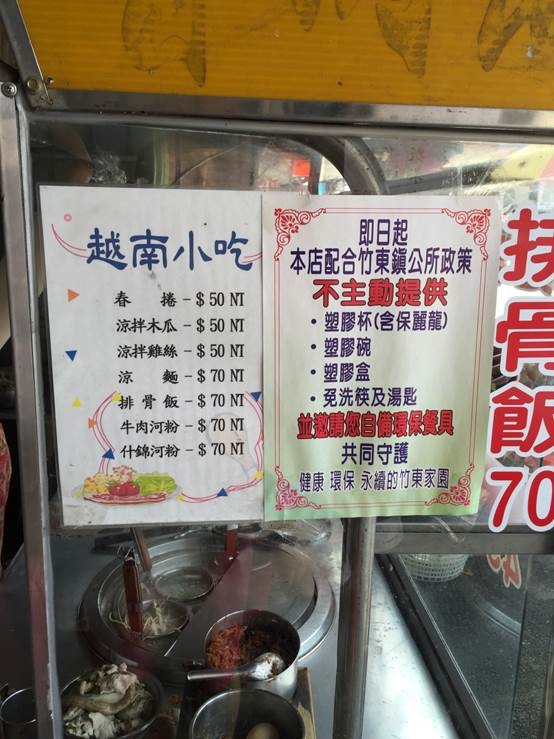 越南小吃
春 捲 – $ 50 NT
涼拌木瓜 – $ 50 NT
涼拌雞絲 – $ 50 NT
涼 麵 – $ 70 NT
排 骨 飯 – $ 70 NT
牛肉河粉 – $ 70 NT
什錦河粉 – $ 70 NT
即日起
本店配合竹東鎮公所政策
不主動提供
・塑膠杯(含保麗龍)
・塑膠碗
・塑膠盒
・免洗筷及湯匙
並邀請您自備環保餐具
共同守護
健康 環保 永續的竹東家園
排骨飯
70